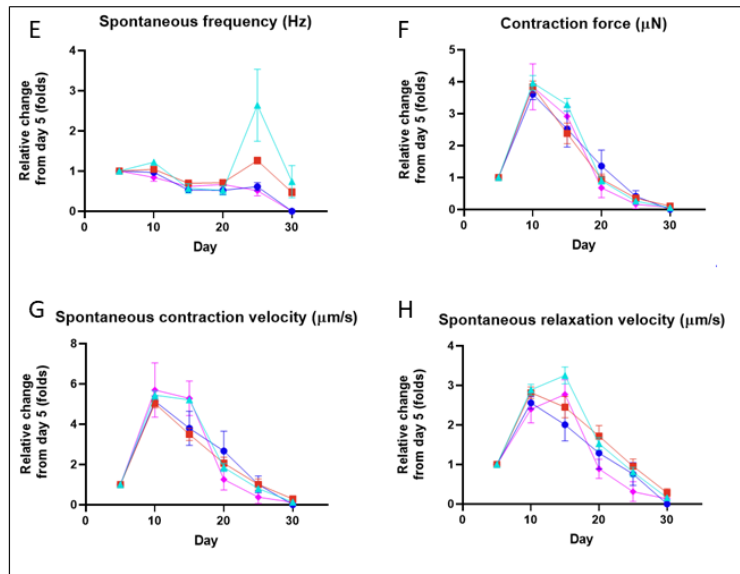 E
Spontaneous frequency (Hz)
Relative change
from day 5 (folds)
4
3
2
1
0
0 10 20 30
Day
F
Contraction force (μN)
Relative change
from day 5 (folds)
5
4
3
2
1
0
0 10 20 30
Day
G
Spontaneous contraction velocity (μm/s)
Relative change
from day 5 (folds)
8
6
4
2
0
0 10 20 30
Day
H
Spontaneous relaxation velocity (μm/s)
Relative change
from day 5 (folds)
4
3
2
1
0
0 10 20 30
Day